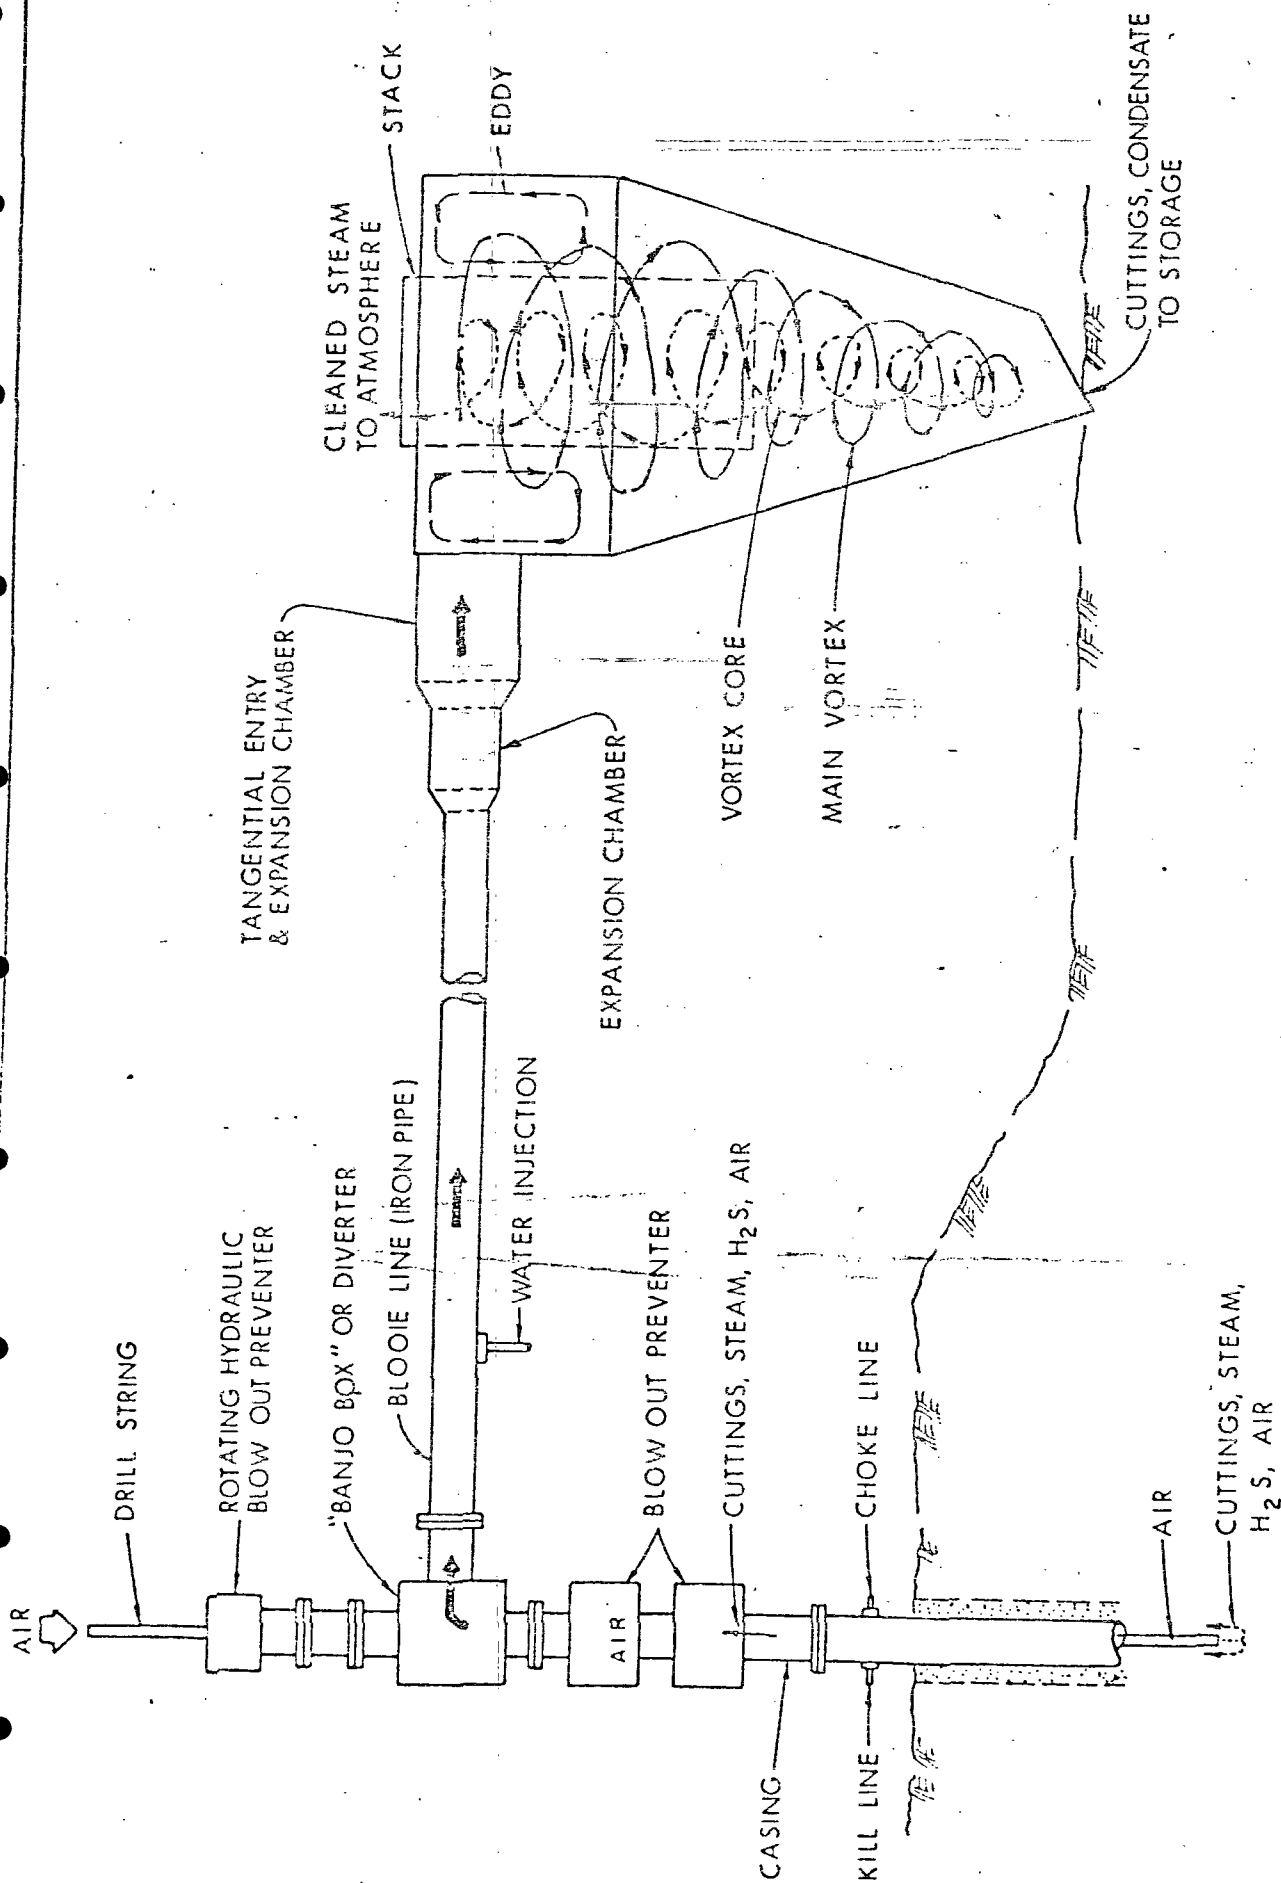 AIR
DRILL STRING
ROTATING HYDRAULIC
BLOW OUT PREVENTER
"BANJO BOX" OR DIVERTER
BLOOIE LINE (IRON PIPE)
WATER INJECTION
BLOW OUT PREVENTER
AIR
CUTTINGS, STEAM, H2S, AIR
CASING
KILL LINE
CHOKE LINE
AIR
CUTTINGS, STEAM,
H2S, AIR
TANGENTIAL ENTRY
& EXPANSION CHAMBER
EXPANSION CHAMBER
CLEANED STEAM
TO ATMOSPHERE
STACK
EDDY
VORTEX CORE
MAIN VORTEX
CUTTINGS, CONDENSATE
TO STORAGE